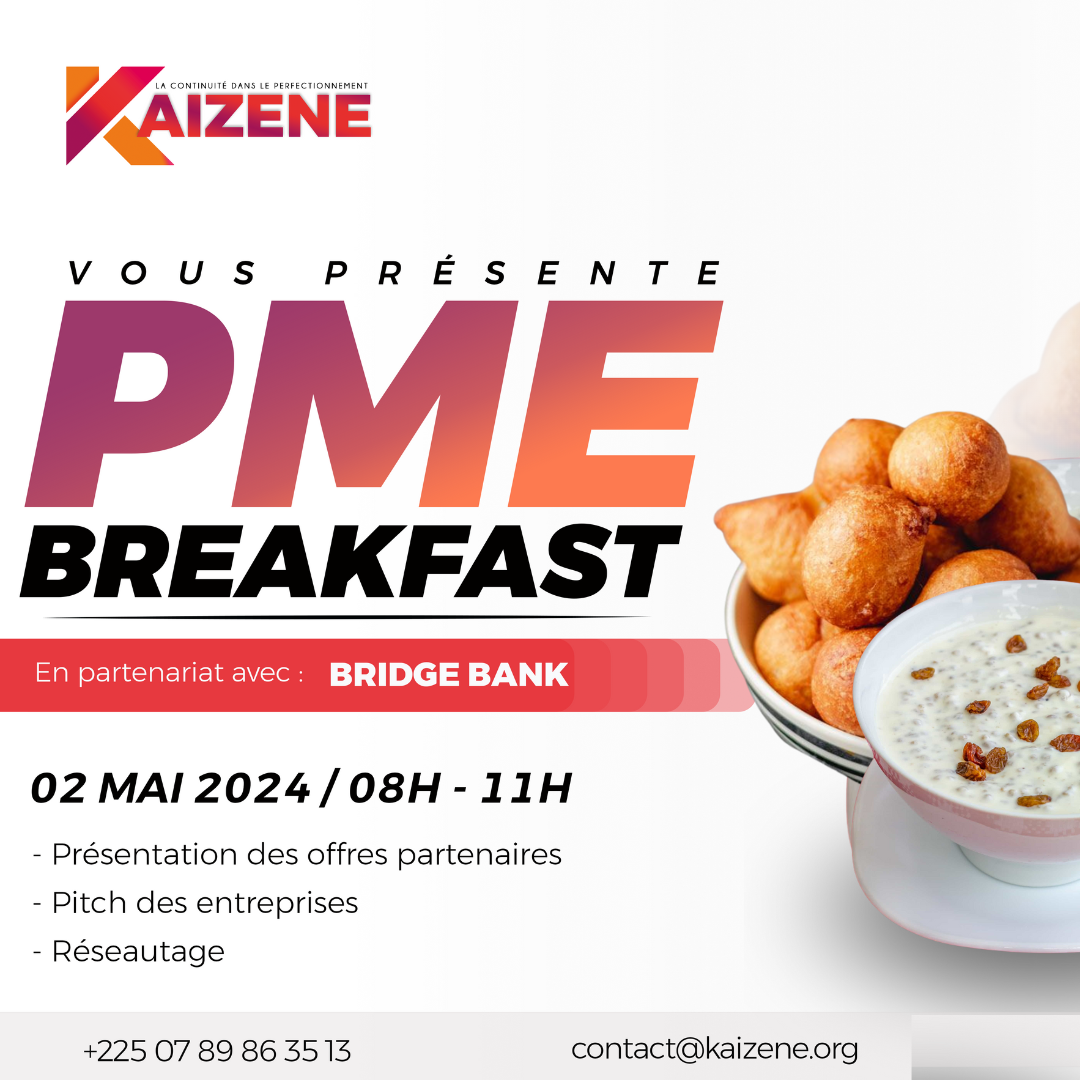 LA CONTINUITÉ DANS LE PERFECTIONNEMENT
KAIZENE
VOUS PRÉSENTE
PME
BREAKFAST
En partenariat avec : BRIDGE BANK
02 MAI 2024 / 08H - 11H
- Présentation des offres partenaires
- Pitch des entreprises
- Réseautage
+225 07 89 86 35 13
contact@kaizene.org